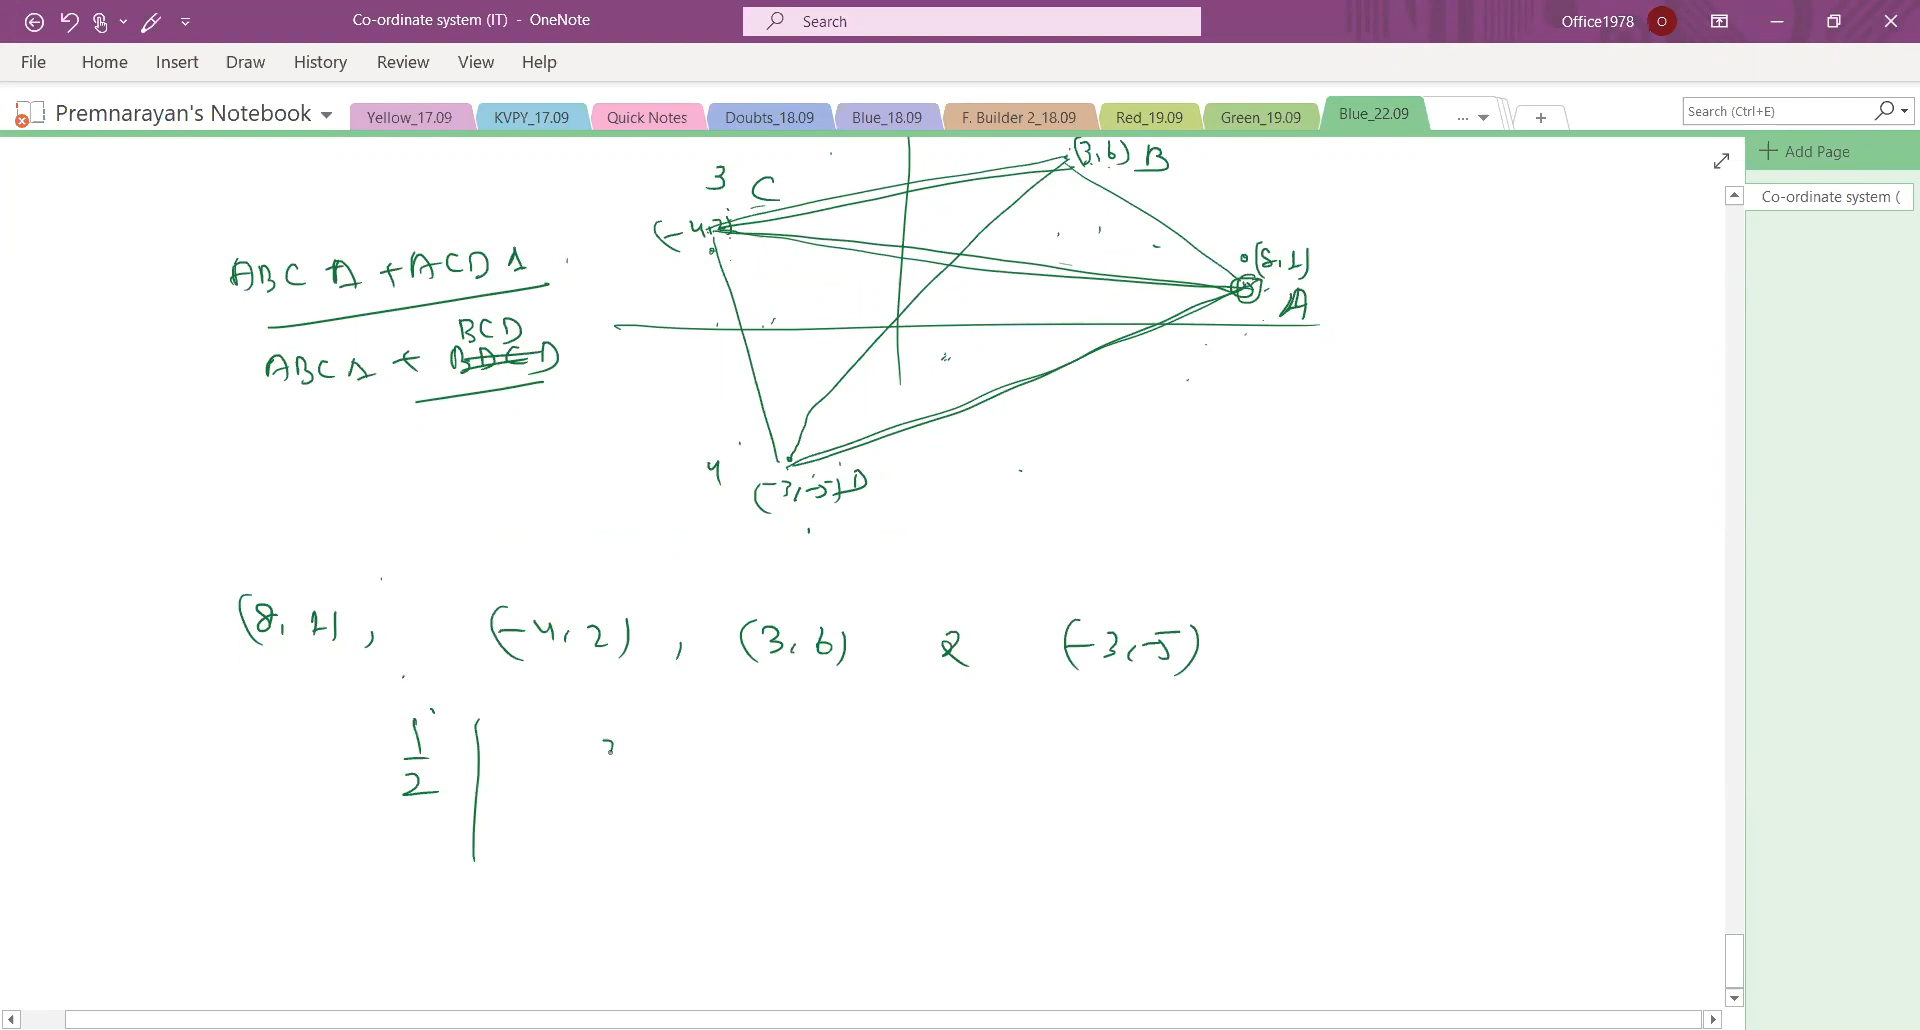 Co-ordinate system (IT) - OneNote
Search
Office1978 O
File Home Insert Draw History Review View Help
Premnarayan's Notebook
Yellow_17.09 KVPY_17.09 Quick Notes Doubts_18.09 Blue_18.09 F. Builder 2_18.09 Red_19.09 Green_19.09 Blue_22.09 ... +
Search (Ctrl+E)
Add Page
Co-ordinate system (
(3,6) B
3 C
(-4,2)
(8,1)
A
ABC Δ + ACD Δ
BCD
ABC Δ +
4
(-3,-5) D
(8, 1), (-4, 2), (3, 6) & (-3, -5)
1
2